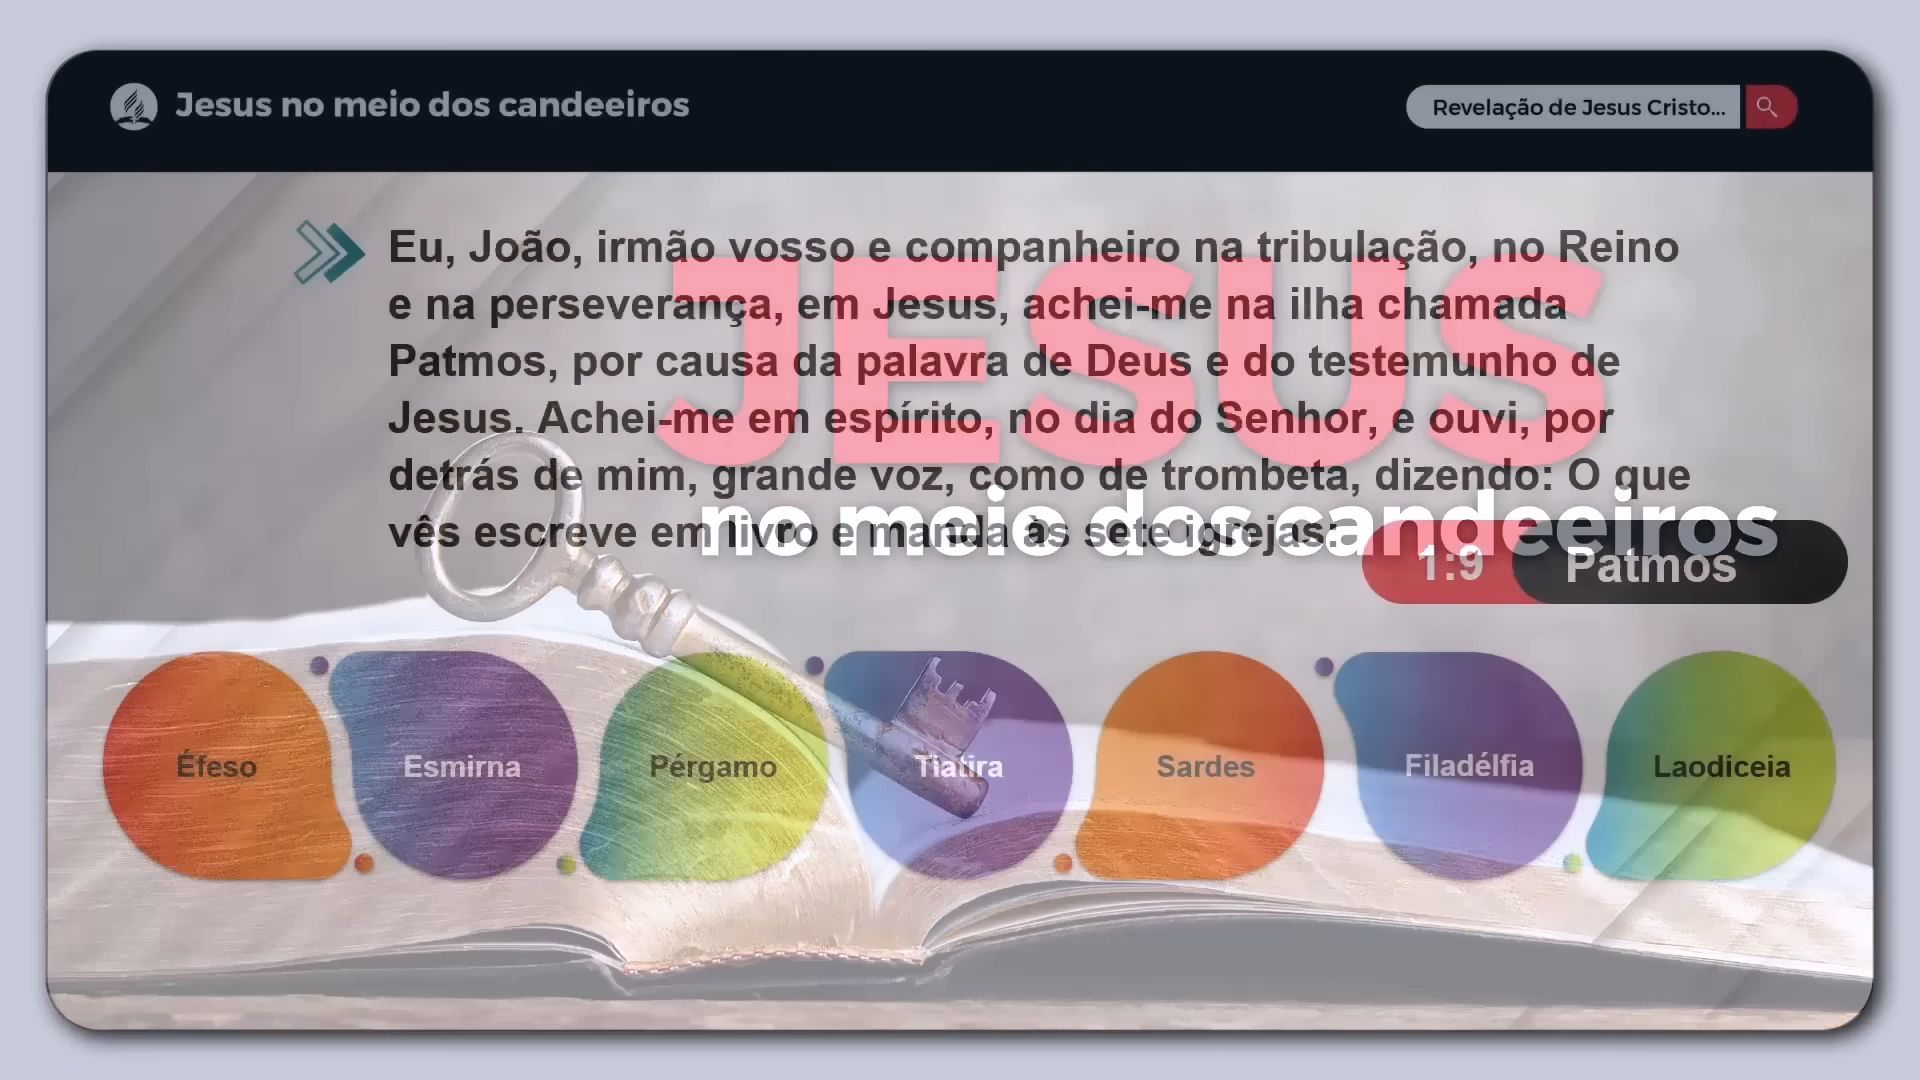 Jesus no meio dos candeeiros
Revelação de Jesus Cristo...
Eu, João, irmão vosso e companheiro na tribulação, no Reino
e na perseverança, em Jesus, achei-me na ilha chamada
Patmos, por causa da palavra de Deus e do testemunho de
Jesus. Achei-me em espírito, no dia do Senhor, e ouvi, por
detrás de mim, grande voz, como de trombeta, dizendo: O que
vês escreve em livro e manda às sete igrejas:
JESUS
no meio dos candeeiros
1:9 Patmos
Éfeso
Esmirna
Pérgamo
Tiatira
Sardes
Filadélfia
Laodiceia